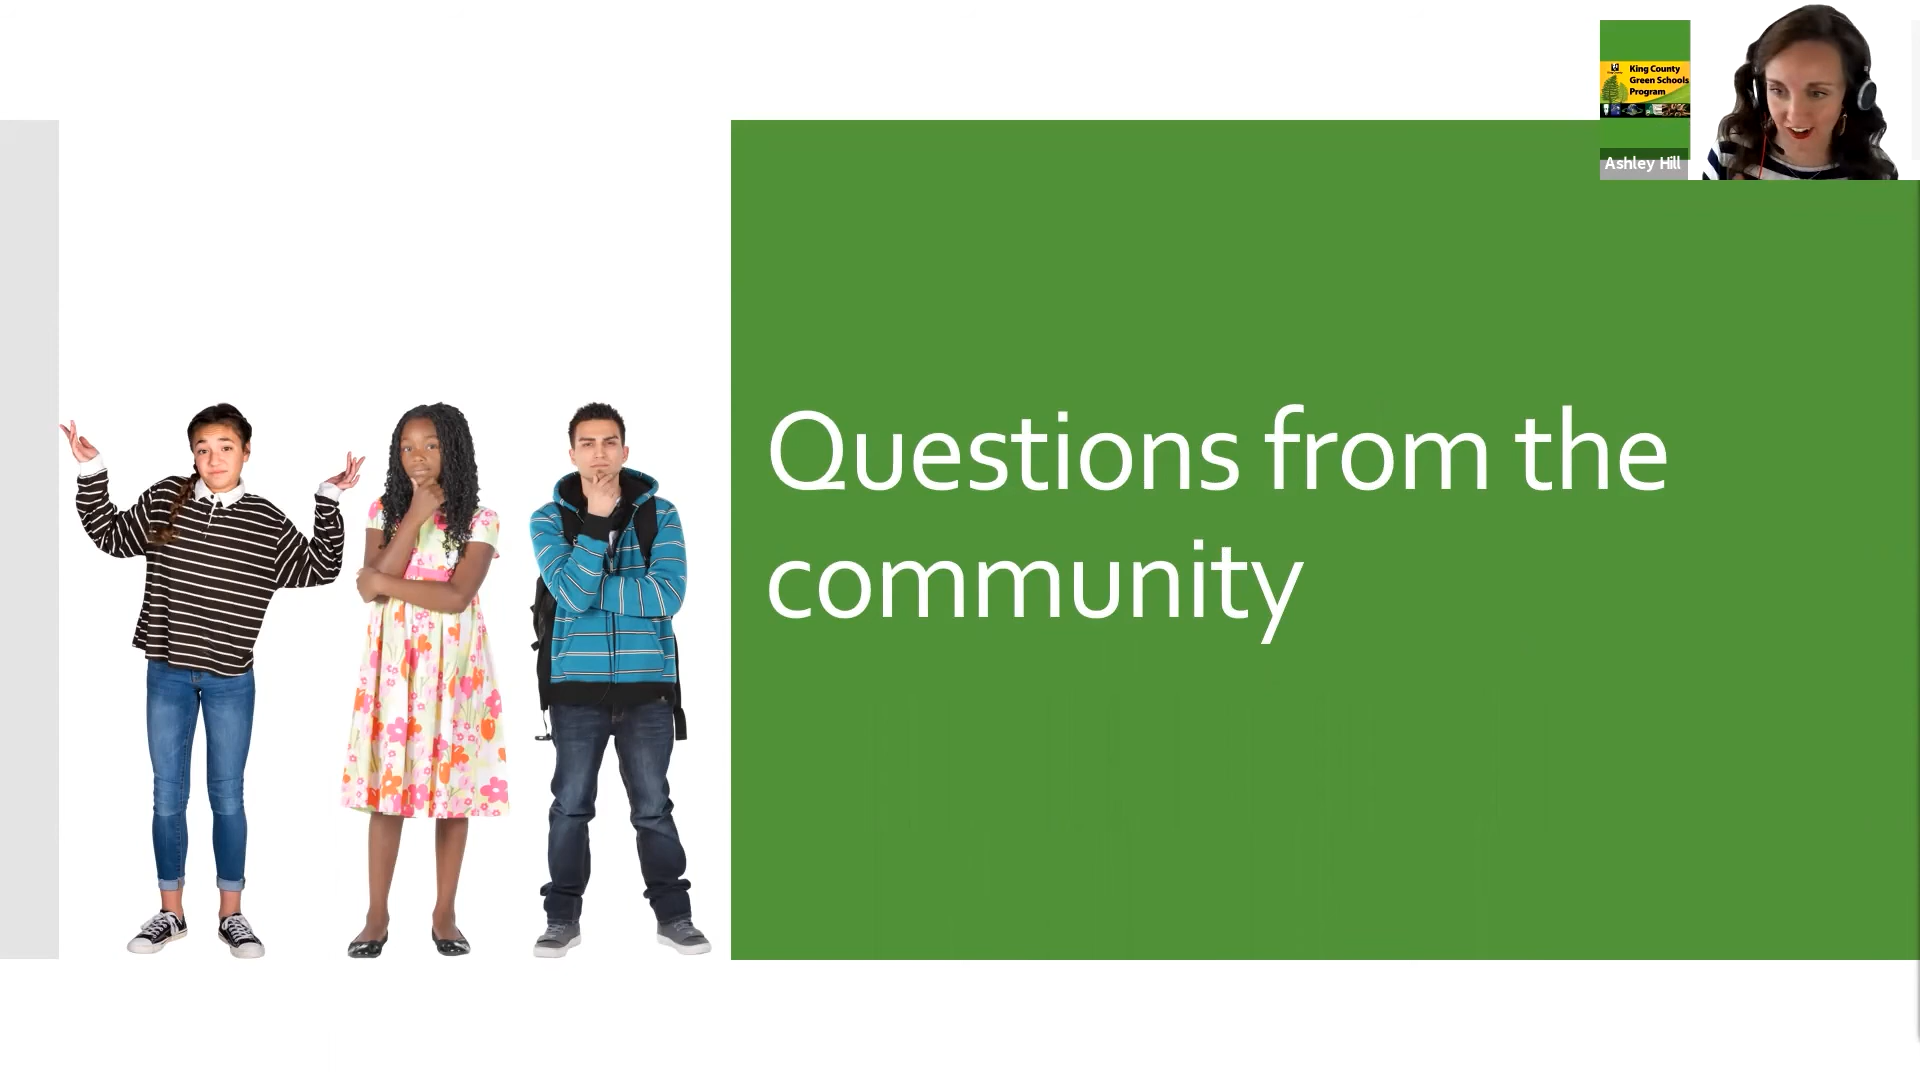 King County
Green Schools
Program
Ashley Hill
Questions from the
community